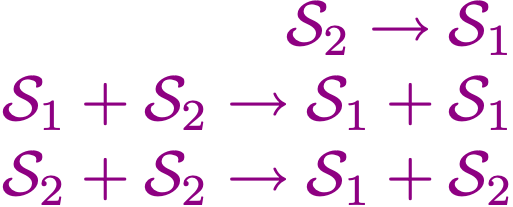 𝒮₂ → 𝒮₁
𝒮₁ + 𝒮₂ → 𝒮₁ + 𝒮₁
𝒮₂ + 𝒮₂ → 𝒮₁ + 𝒮₂